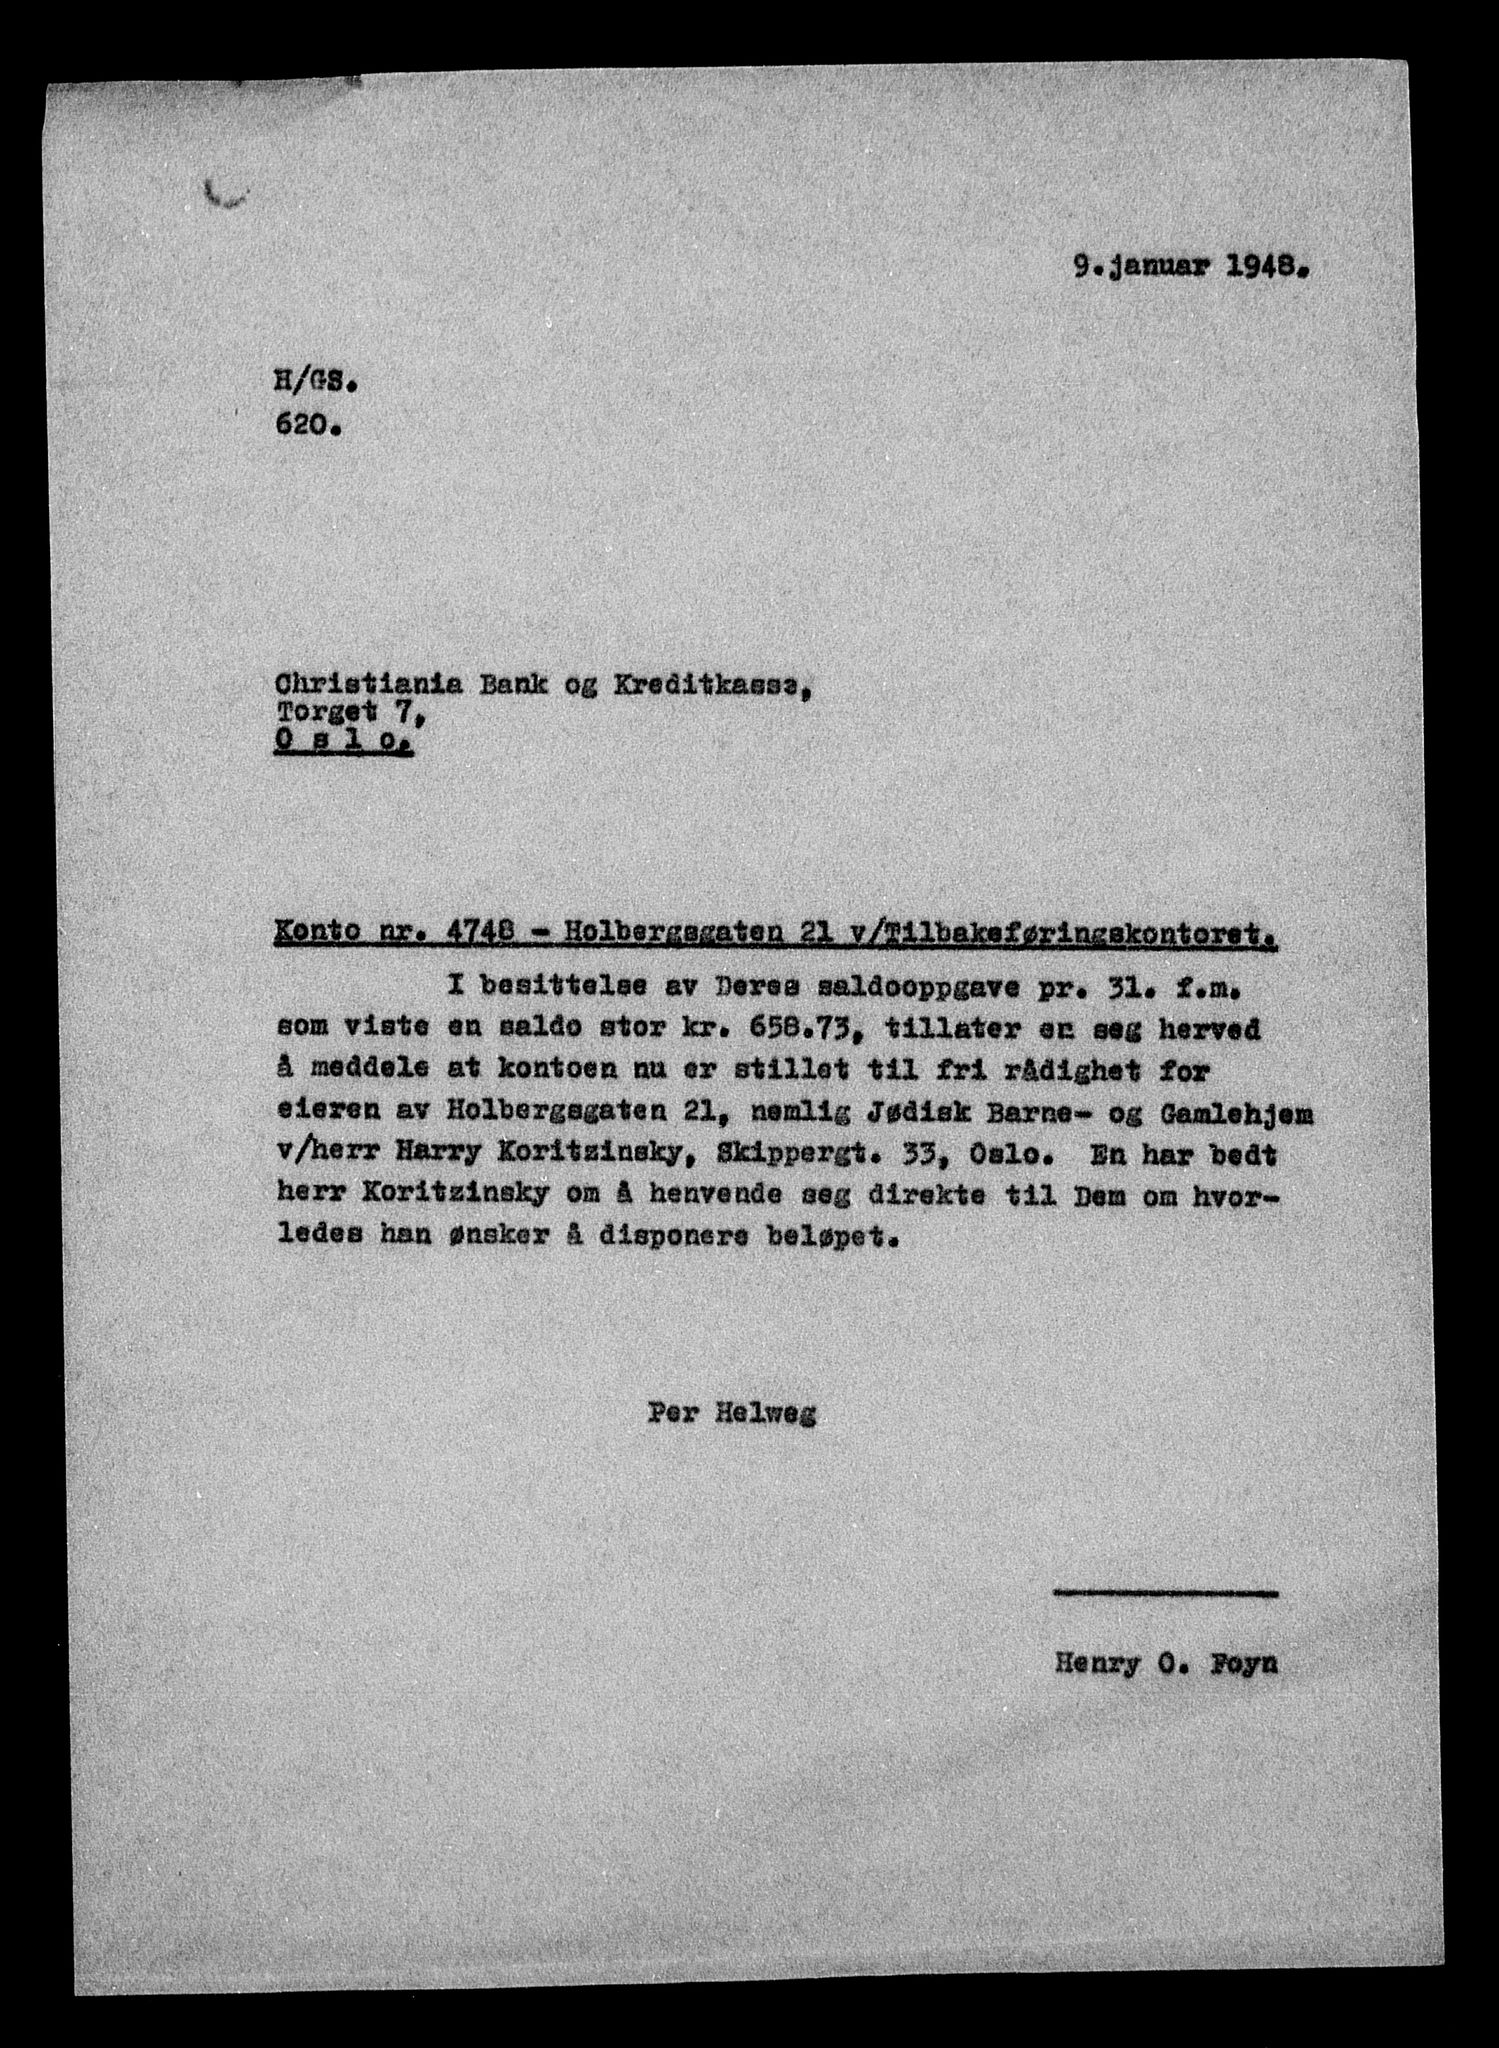 9.januar 1948.
H/GS.
620.
Christiania Bank og Kreditkasse,
Torget 7,
O s l o.
Konto nr. 4748 - Holbergsgaten 21 v/Tilbakeføringskontoret.
I besittelse av Deres saldooppgave pr. 31. f.m.
som viste en saldo stor kr. 658.73, tillater en seg herved
å meddele at kontoen nu er stillet til fri rådighet for
eieren av Holbergsgaten 21, nemlig Jødisk Barne- og Gamlehjem
v/herr Harry Koritzinsky, Skippergt. 33, Oslo. En har bedt
herr Koritzinsky om å henvende seg direkte til Dem om hvor-
ledes han ønsker å disponere beløpet.
Per Helweg
Henry O. Foyn